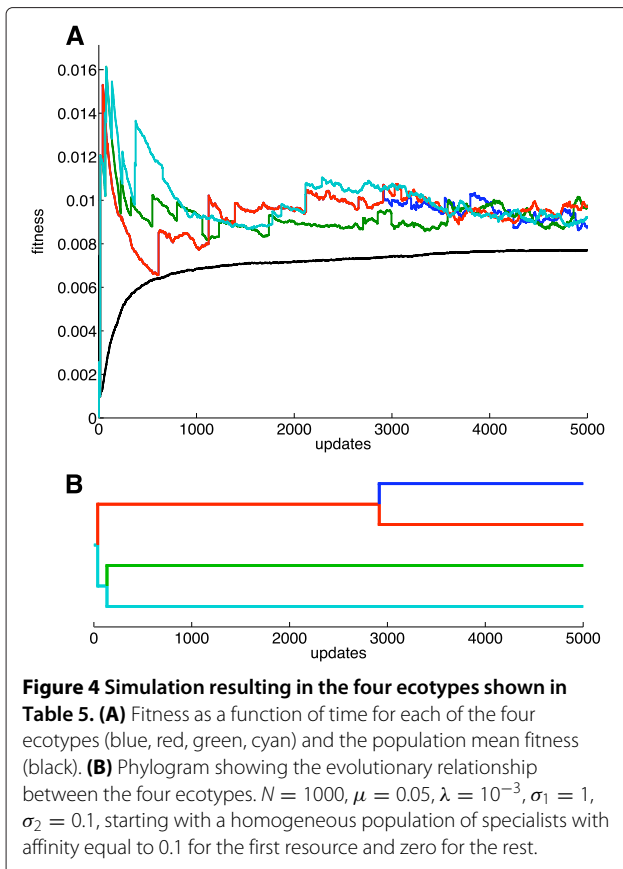 A
0.016
0.014
0.012
0.01
0.008
0.006
0.004
0.002
0
fitness
0 1000 2000 3000 4000 5000
updates
B
0 1000 2000 3000 4000 5000
updates
Figure 4 Simulation resulting in the four ecotypes shown in
Table 5. (A) Fitness as a function of time for each of the four
ecotypes (blue, red, green, cyan) and the population mean fitness
(black). (B) Phylogram showing the evolutionary relationship
between the four ecotypes. N = 1000, μ = 0.05, λ = 10⁻³, σ₁ = 1,
σ₂ = 0.1, starting with a homogeneous population of specialists with
affinity equal to 0.1 for the first resource and zero for the rest.